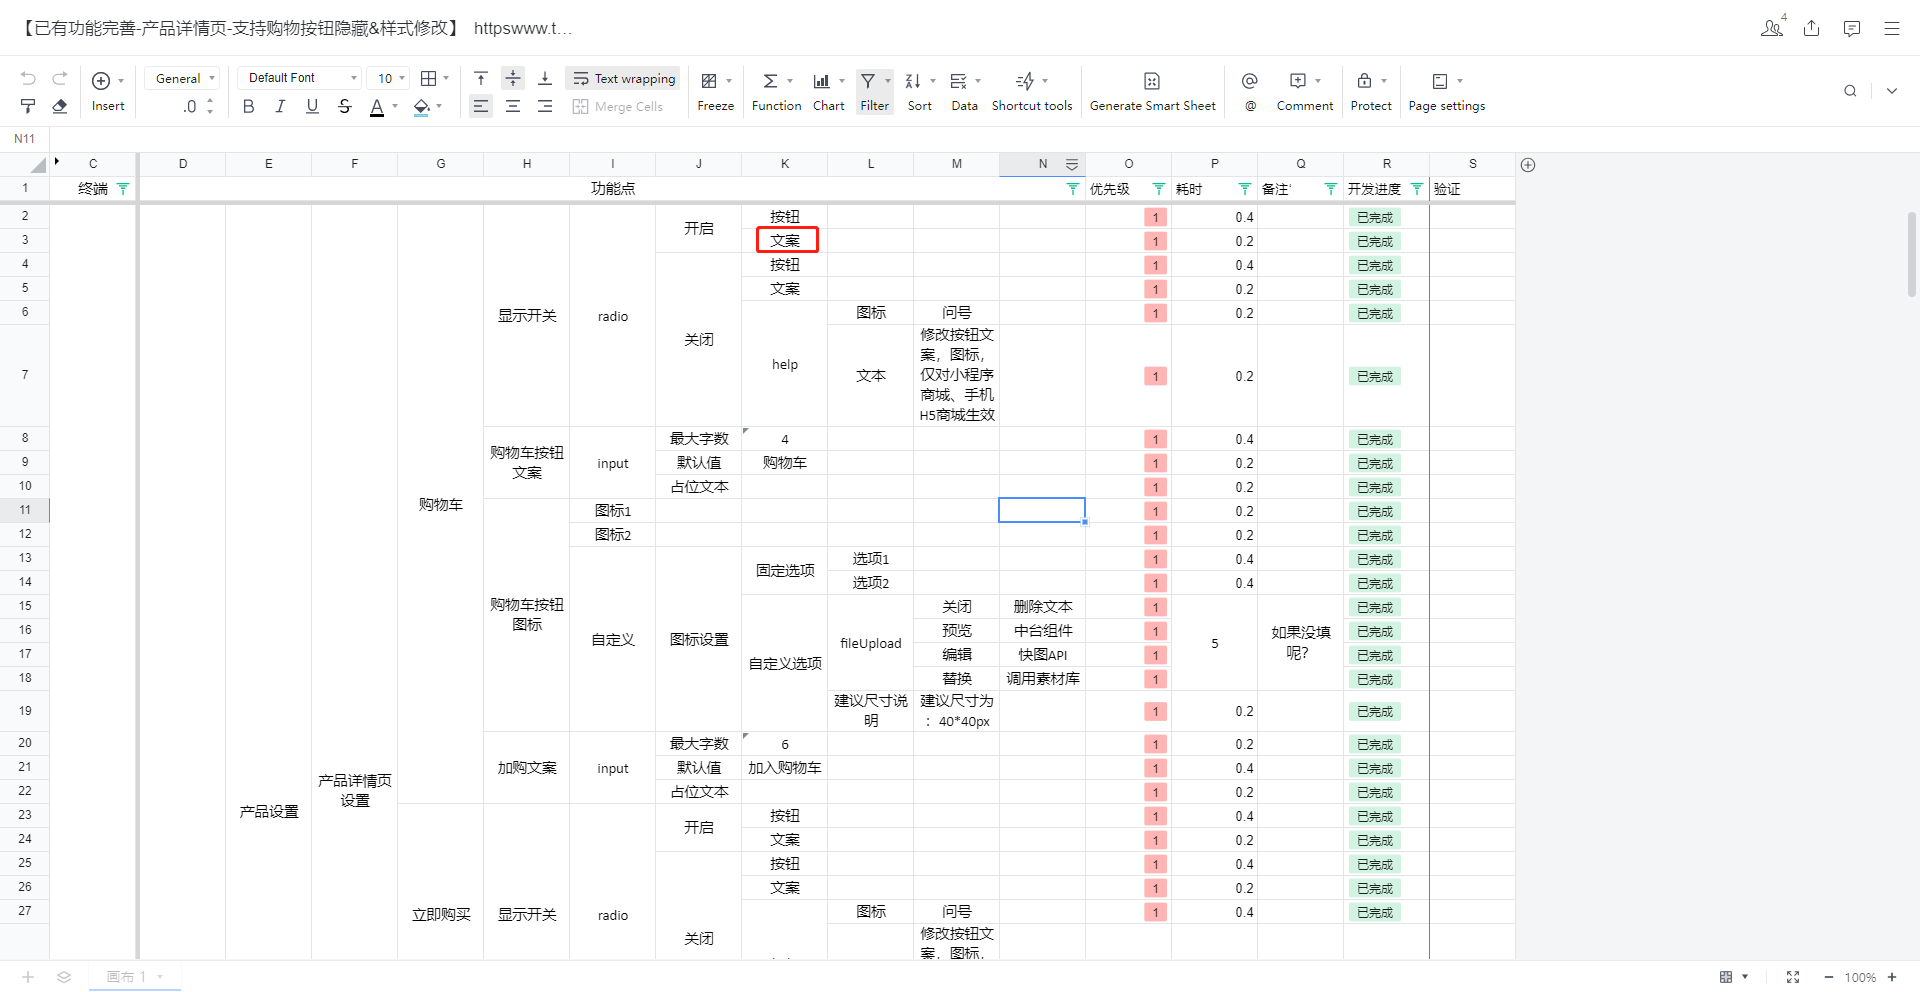 【已有功能完善-产品详情页-支持购物按钮隐藏&样式修改】 httpswww.t...
4
General
Default Font
10
Text wrapping
Insert
.0
B I U S A
Merge Cells
Freeze
Function
Chart
Filter
Sort
Data
Shortcut tools
Generate Smart Sheet
@
Comment
Protect
Page settings
N11
C D E F G H I J K L M N O P Q R S
1 终端 功能点 优先级 耗时 备注 开发进度 验证
2 开启 按钮 1 0.4 已完成
3 文案 1 0.2 已完成
4 按钮 1 0.4 已完成
5 文案 1 0.2 已完成
6 显示开关 radio 图标 问号 1 0.2 已完成
关闭
7 help 文本 1 0.2 已完成
修改按钮文
案，图标，
仅对小程序
商城、手机
H5商城生效
8 最大字数 4 1 0.4 已完成
9 购物车按钮 input 默认值 购物车 1 0.2 已完成
文案
10 占位文本 1 0.2 已完成
11 购物车 图标1 1 0.2 已完成
12 图标2 1 0.2 已完成
13 选项1 1 0.4 已完成
固定选项
14 选项2 1 0.4 已完成
15 购物车按钮 关闭 删除文本 1 已完成
图标
16 预览 中台组件 1 如果没填 已完成
自定义 图标设置 fileUpload 5 呢?
17 自定义选项 编辑 快图API 1 已完成
18 替换 调用素材库 1 已完成
19 建议尺寸说 建议尺寸为 1 0.2 已完成
明 ：40*40px
20 最大字数 6 1 0.2 已完成
21 加购文案 input 默认值 加入购物车 1 0.4 已完成
22 产品详情页 占位文本 1 0.2 已完成
设置
23 产品设置 按钮 1 0.4 已完成
开启
24 文案 1 0.2 已完成
25 按钮 1 0.4 已完成
26 文案 1 0.2 已完成
27 立即购买 显示开关 radio 图标 问号 1 0.4 已完成
关闭 修改按钮文
案，图标，
画布 1
100%